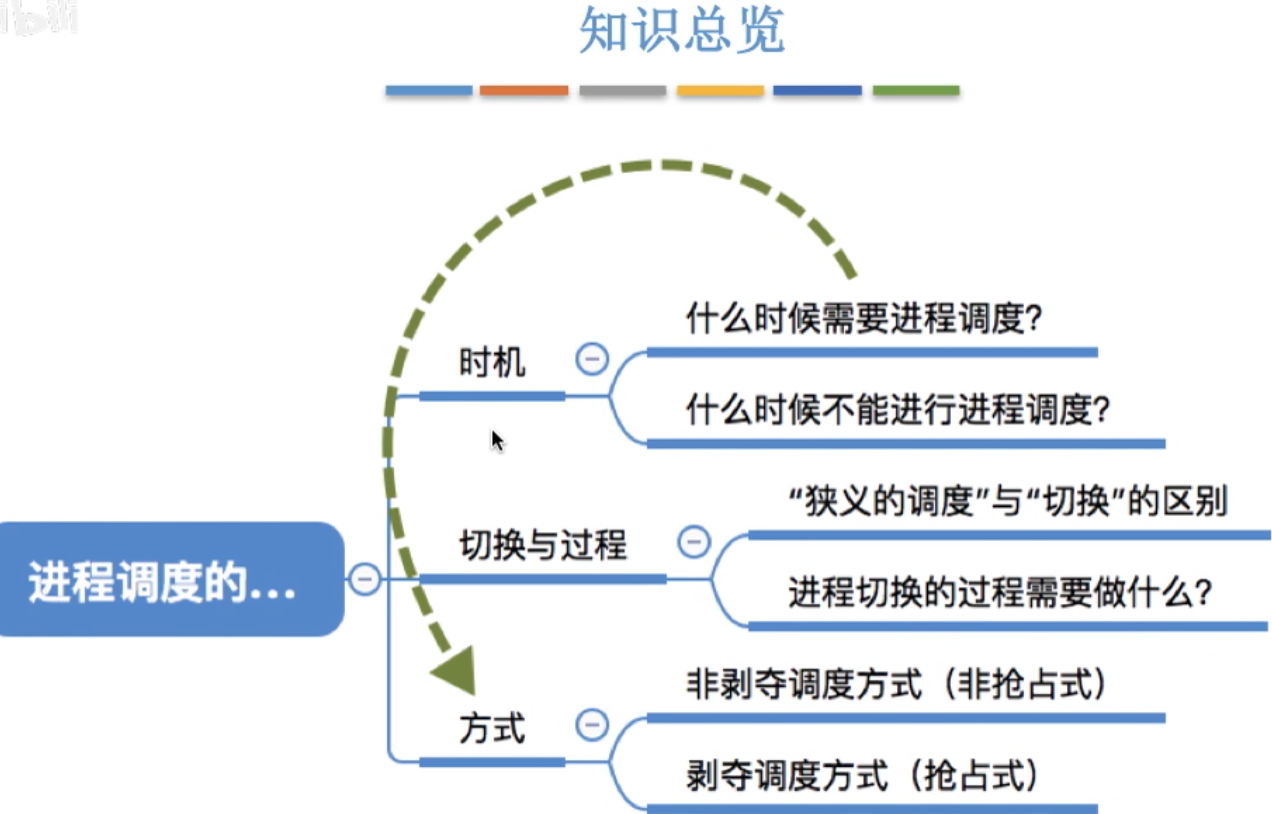 知识总览
什么时候需要进程调度?
时机
什么时候不能进行进程调度?
“狭义的调度”与“切换”的区别
切换与过程
进程切换的过程需要做什么?
进程调度的...
非剥夺调度方式（非抢占式）
方式
剥夺调度方式（抢占式）